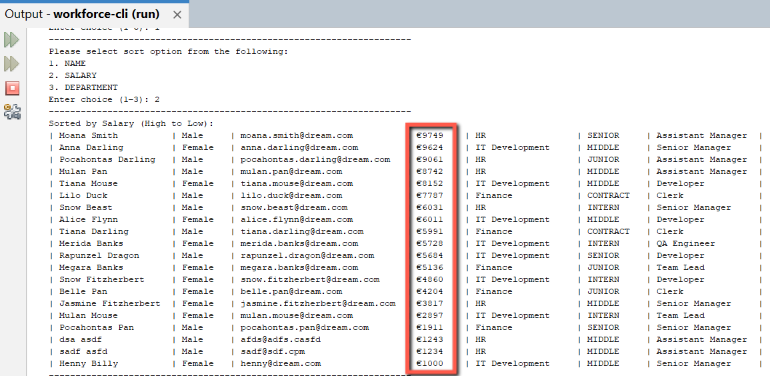 Output - workforce-cli (run)
Please select sort option from the following:
1. NAME
2. SALARY
3. DEPARTMENT
Enter choice (1-3): 2
Sorted by Salary (High to Low):
| Moana Smith | Male | moana.smith@dream.com €9749 | HR | SENIOR | Assistant Manager |
| Anna Darling | Female | anna.darling@dream.com €9624 | IT Development | MIDDLE | Senior Manager |
| Pocahontas Darling | Male | pocahontas.darling@dream.com €9061 | HR | JUNIOR | Assistant Manager |
| Mulan Pan | Male | mulan.pan@dream.com €8742 | HR | MIDDLE | Assistant Manager |
| Tiana Mouse | Female | tiana.mouse@dream.com €8152 | IT Development | MIDDLE | Developer |
| Lilo Duck | Male | lilo.duck@dream.com €7787 | Finance | CONTRACT | Clerk |
| Snow Beast | Male | snow.beast@dream.com €6031 | HR | INTERN | Senior Manager |
| Alice Flynn | Female | alice.flynn@dream.com €6011 | IT Development | MIDDLE | Developer |
| Tiana Darling | Male | tiana.darling@dream.com €5991 | Finance | CONTRACT | Clerk |
| Merida Banks | Female | merida.banks@dream.com €5728 | IT Development | INTERN | QA Engineer |
| Rapunzel Dragon | Male | rapunzel.dragon@dream.com €5684 | IT Development | SENIOR | Developer |
| Megara Banks | Female | megara.banks@dream.com €5136 | Finance | JUNIOR | Team Lead |
| Snow Fitzherbert | Female | snow.fitzherbert@dream.com €4860 | IT Development | INTERN | Developer |
| Belle Pan | Female | belle.pan@dream.com €4204 | Finance | JUNIOR | Clerk |
| Jasmine Fitzherbert | Female | jasmine.fitzherbert@dream.com €3817 | HR | MIDDLE | Senior Manager |
| Mulan Mouse | Female | mulan.mouse@dream.com €2897 | IT Development | INTERN | Team Lead |
| Pocahontas Pan | Male | pocahontas.pan@dream.com €1911 | Finance | SENIOR | Senior Manager |
| dsa asdf | Male | afds@adfs.casfd €1243 | HR | MIDDLE | Assistant Manager |
| sadf asfd | Male | sadf@sdf.cpm €1234 | HR | MIDDLE | Assistant Manager |
| Henny Billy | Female | henny@dream.com €1000 | IT Development | MIDDLE | Senior Manager |